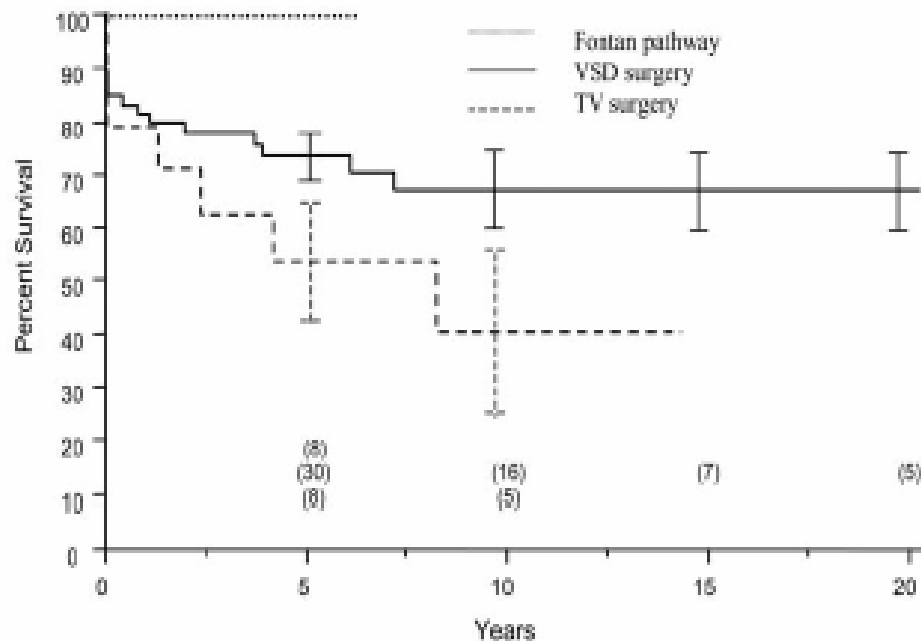 100
90
80
70
60
50
40
30
20
10
0
Percent Survival
Fontan pathway
VSD surgery
TV surgery
(8)
(30) (16) (7) (5)
(8) (5)
0 5 10 15 20
Years